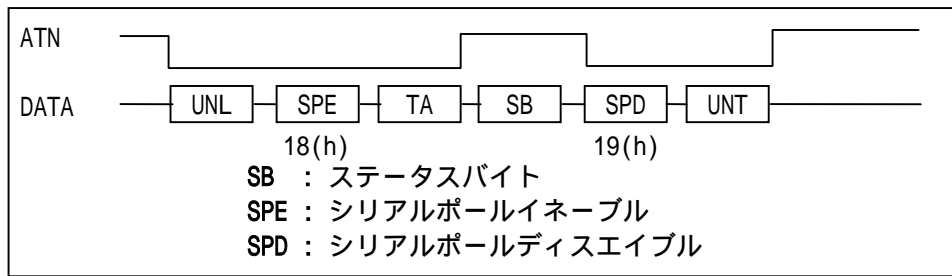 ATN
DATA UNL SPE TA SB SPD UNT
18(h) 19(h)
SB : ステータスバイト
SPE : シリアルポールイネーブル
SPD : シリアルポールディスエイブル